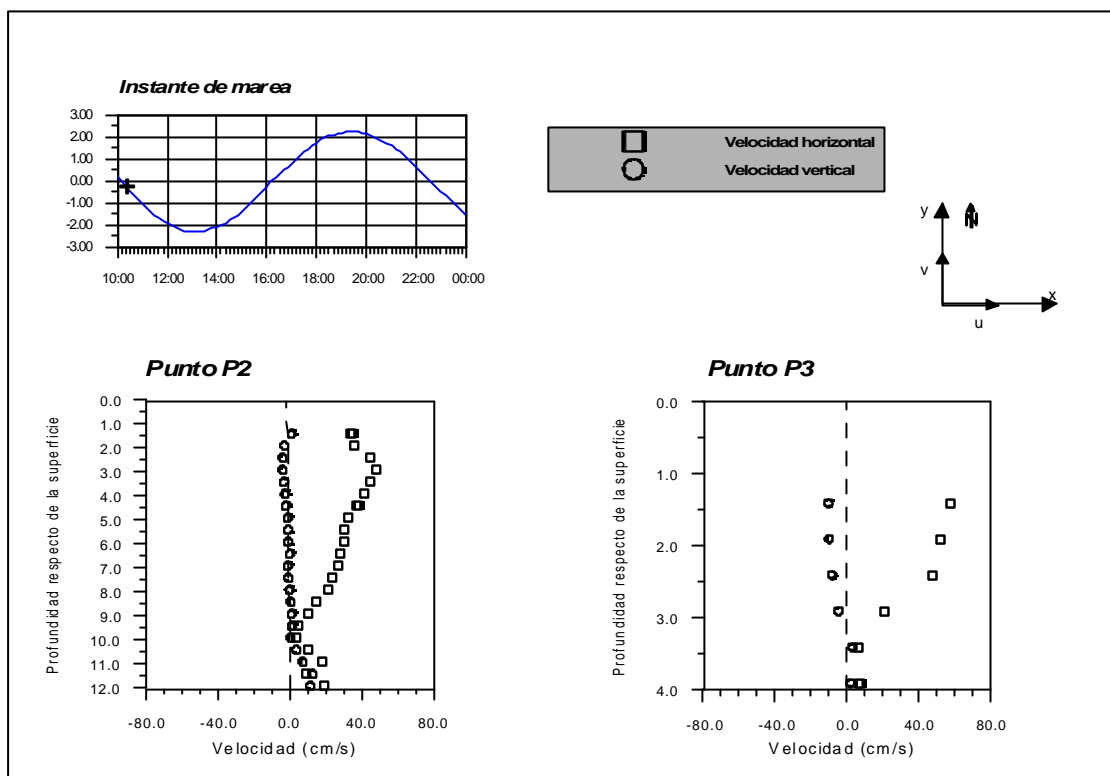 Instante de marea
3.00
2.00
1.00
0.00
-1.00
-2.00
-3.00
10:00 12:00 14:00 16:00 18:00 20:00 22:00 00:00
Velocidad horizontal
Velocidad vertical
y N
v
x
u
Punto P2
Profundidad respecto de la superficie
0.0
1.0
2.0
3.0
4.0
5.0
6.0
7.0
8.0
9.0
10.0
11.0
12.0
-80.0 -40.0 0.0 40.0 80.0
Velocidad (cm/s)
Punto P3
Profundidad respecto de la superficie
0.0
1.0
2.0
3.0
4.0
-80.0 -40.0 0.0 40.0 80.0
Velocidad (cm/s)